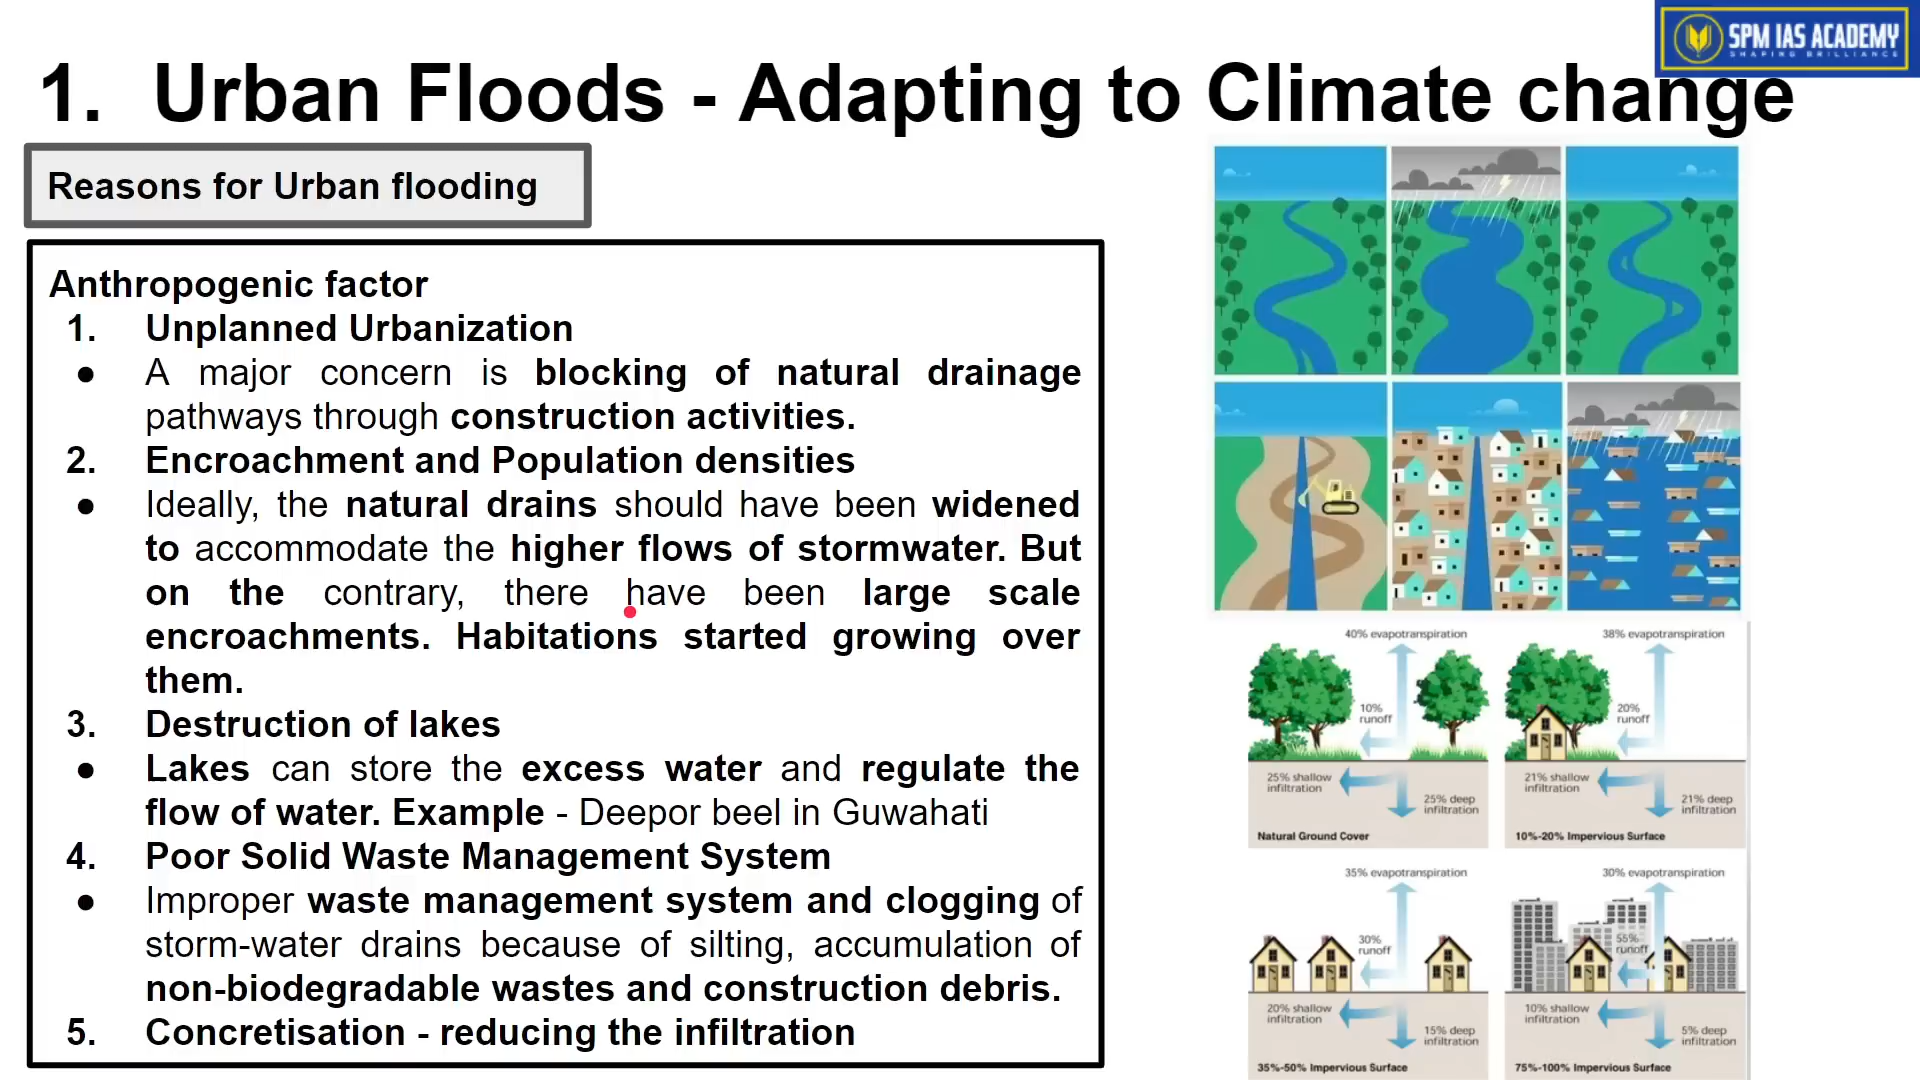 SPM IAS ACADEMY
SHAPING BRILLIANCE
1. Urban Floods - Adapting to Climate change
Reasons for Urban flooding
Anthropogenic factor
1. Unplanned Urbanization
● A major concern is blocking of natural drainage
pathways through construction activities.
2. Encroachment and Population densities
● Ideally, the natural drains should have been widened
to accommodate the higher flows of stormwater. But
on the contrary, there have been large scale
encroachments. Habitations started growing over
them.
3. Destruction of lakes
● Lakes can store the excess water and regulate the
flow of water. Example - Deepor beel in Guwahati
4. Poor Solid Waste Management System
● Improper waste management system and clogging of
storm-water drains because of silting, accumulation of
non-biodegradable wastes and construction debris.
5. Concretisation - reducing the infiltration
40% evapotranspiration
10%
runoff
25% shallow
infiltration
25% deep
infiltration
Natural Ground Cover
38% evapotranspiration
20%
runoff
21% shallow
infiltration
21% deep
infiltration
10%-20% Impervious Surface
35% evapotranspiration
30%
runoff
20% shallow
infiltration
15% deep
infiltration
35%-50% Impervious Surface
30% evapotranspiration
55%
runoff
10% shallow
infiltration
5% deep
infiltration
75%-100% Impervious Surface